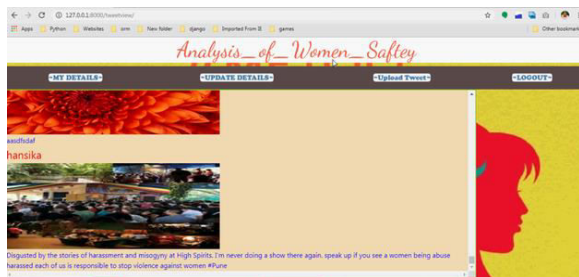 127.0.0.1:8000/tweetview/
Apps Python Websites orm New folder django Imported From IE games Other bookmarks
Analysis_of_Women_Saftey
<MY DETAILS> <UPDATE DETAILS> <Upload Tweet> <LOGOUT>
hansika
Disgusted by the stories of harassment and misogyny at High Spirits. I'm never doing a show there again. speak up if you see a women being abuse
harassed each of us is responsible to stop violence against women #Pune